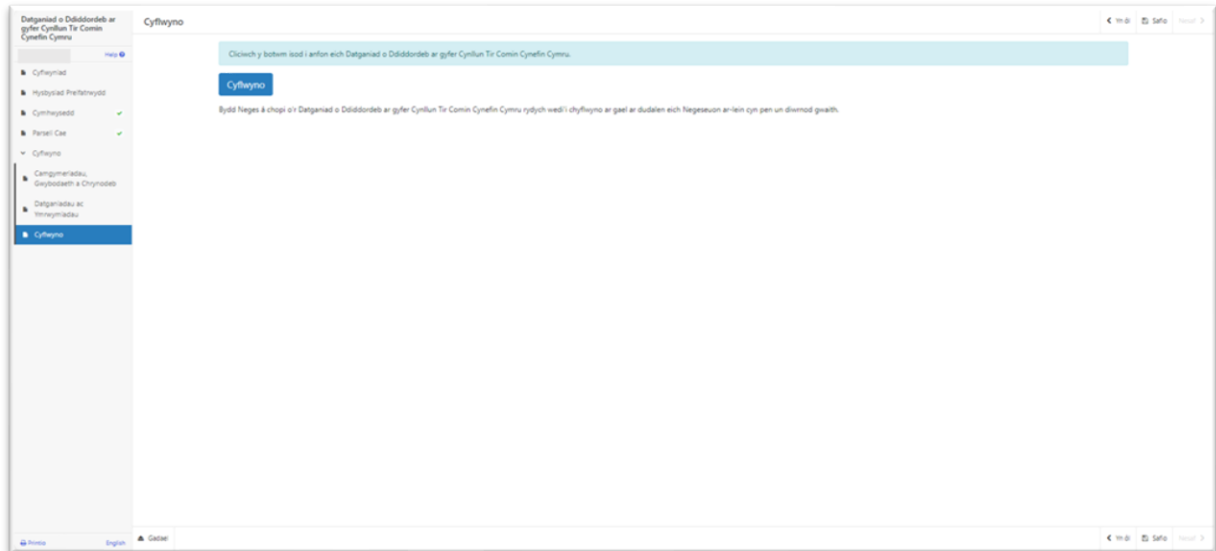 Datganiad o Ddiddordeb ar
gyfer Cynllun Tir Comin
Cynefin Cymru
Help
Cyflwyniad
Hysbysiad Preifatrwydd
Cymhwysedd
Parseli Cae
Cyflwyno
Camgymeriadau,
Gwybodaeth a Chrynodeb
Datganiadau ac
Ymrwymiadau
Cyflwyno
Printio
English
Cyflwyno
Yn ôl
Safio
Nesaf
Cliciwch y botwm isod i anfon eich Datganiad o Ddiddordeb ar gyfer Cynllun Tir Comin Cynefin Cymru.
Cyflwyno
Bydd Neges â chopi o'r Datganiad o Ddiddordeb ar gyfer Cynllun Tir Comin Cynefin Cymru rydych wedi'i chyflwyno ar gael ar dudalen eich Negeseuon ar-lein cyn pen un diwrnod gwaith.
Gadael
Yn ôl
Safio
Nesaf